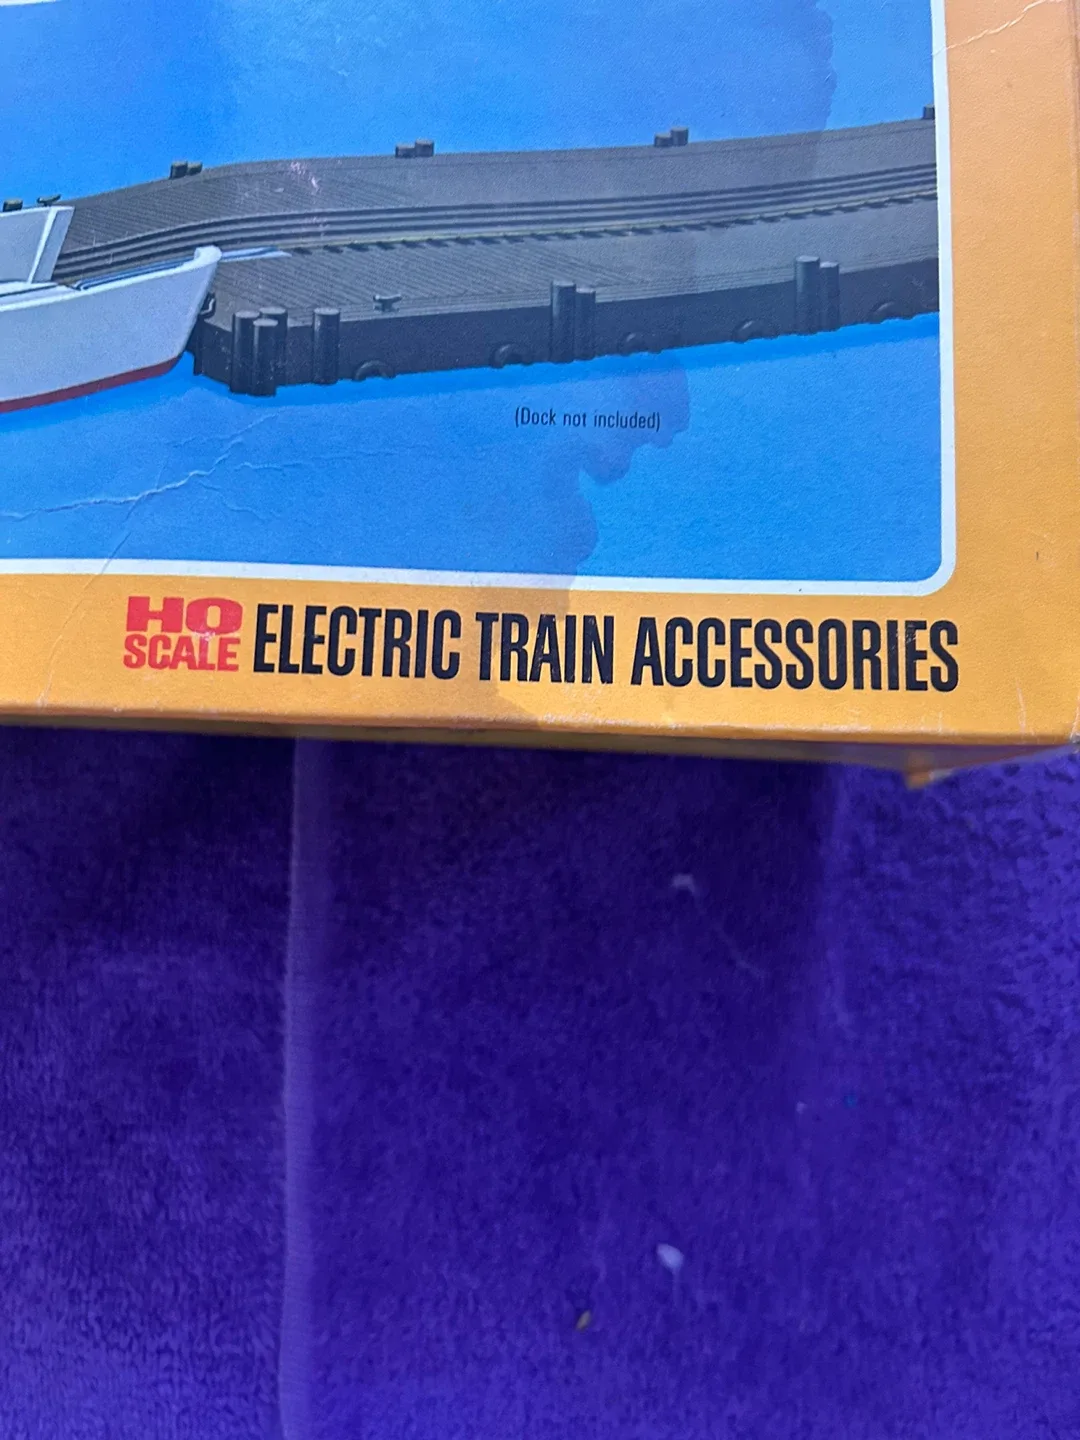 (Dock not included)
HO SCALE ELECTRIC TRAIN ACCESSORIES